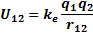 U₁₂ = kₑ q₁q₂ / r₁₂